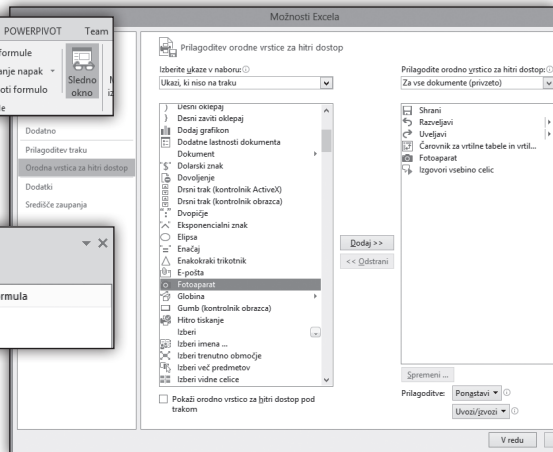 Možnosti Excela
POWERPIVOT Team
formule
anje napak
oti formulo
Sledno
okno
Dodatno
Prilagoditev traku
Orodna vrstica za hitri dostop
Dodatki
Središče zaupanja
rmula
Prilagoditev orodne vrstice za hitri dostop
Izberite ukaze v naboru:
Ukazi, ki niso na traku
Desni oklepaj
Desni zaviti oklepaj
Dodaj grafikon
Dodatne lastnosti dokumenta
Dokument
Dolarski znak
Dovoljenje
Drsni trak (kontrolnik ActiveX)
Drsni trak (kontrolnik obrazca)
Dvopičje
Eksponencialni znak
Elipsa
Enačaj
Enakokraki trikotnik
E-pošta
Fotoaparat
Globina
Gumb (kontrolnik obrazca)
Hitro tiskanje
Izberi
Izberi imena ...
Izberi trenutno območje
Izberi več predmetov
Izberi vidne celice
Pokaži orodno vrstico za hitri dostop pod
trakom
Dodaj >>
<< Odstrani
Prilagodite orodno vrstico za hitri dostop:
Za vse dokumente (privzeto)
Shrani
Razveljavi
Uveljavi
Čarovnik za vrtilne tabele in vrtil...
Fotoaparat
Izgovori vsebino celic
Spremeni ...
Prilagoditve: Ponastavi
Uvozi/izvozi
V redu